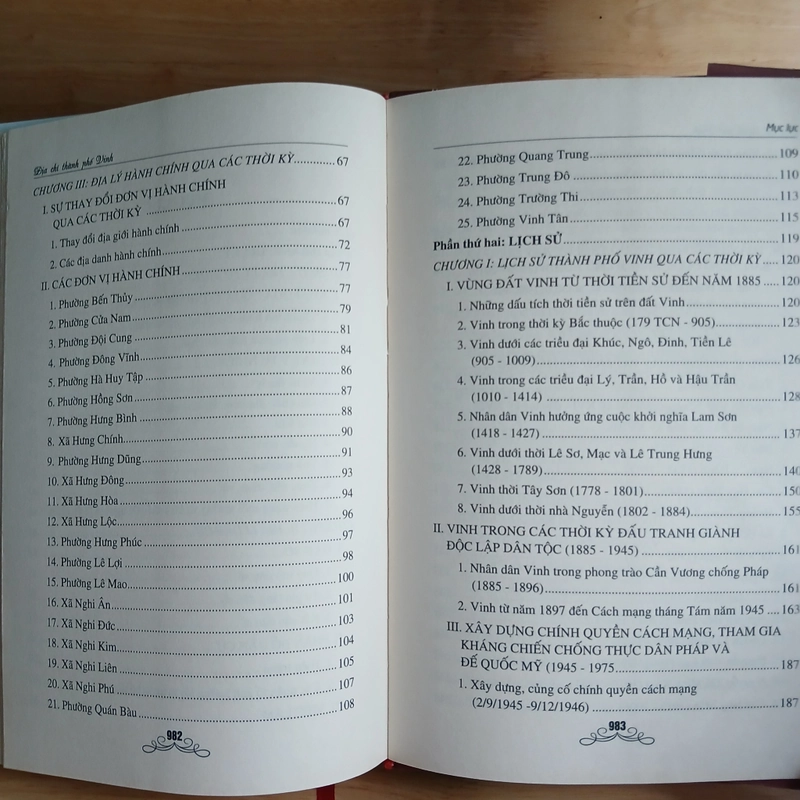 Địa chí thành phố Vinh
CHƯƠNG III: ĐỊA LÝ HÀNH CHÍNH QUA CÁC THỜI KỲ............67
I. SỰ THAY ĐỔI ĐƠN VỊ HÀNH CHÍNH
QUA CÁC THỜI KỲ ............67
1. Thay đổi địa giới hành chính............67
2. Các địa danh hành chính............72
II. CÁC ĐƠN VỊ HÀNH CHÍNH............77
1. Phường Bến Thủy............77
2. Phường Cửa Nam............79
3. Phường Đội Cung............81
4. Phường Đông Vĩnh............84
5. Phường Hà Huy Tập............86
6. Phường Hồng Sơn............87
7. Phường Hưng Bình............88
8. Xã Hưng Chính............90
9. Phường Hưng Dũng............91
10. Xã Hưng Đông............93
11. Xã Hưng Hòa............94
12. Xã Hưng Lộc............96
13. Phường Hưng Phúc............97
14. Phường Lê Lợi............98
15. Phường Lê Mao............100
16. Xã Nghi Ân............101
17. Xã Nghi Đức............103
18. Xã Nghi Kim............104
19. Xã Nghi Liên............105
20. Xã Nghi Phú............107
21. Phường Quán Bàu............108
982
Mục lục
22. Phường Quang Trung............109
23. Phường Trung Đô............110
24. Phường Trường Thi............113
25. Phường Vinh Tân............115
Phần thứ hai: LỊCH SỬ............119
CHƯƠNG I: LỊCH SỬ THÀNH PHỐ VINH QUA CÁC THỜI KỲ.....120
I. VÙNG ĐẤT VINH TỪ THỜI TIỀN SỬ ĐẾN NĂM 1885....120
1. Những dấu tích thời tiền sử trên đất Vinh............120
2. Vinh trong thời kỳ Bắc thuộc (179 TCN - 905)............123
3. Vinh dưới các triều đại Khúc, Ngô, Đinh, Tiền Lê
(905 - 1009)............126
4. Vinh trong các triều đại Lý, Trần, Hồ và Hậu Trần
(1010 - 1414)............128
5. Nhân dân Vinh hưởng ứng cuộc khởi nghĩa Lam Sơn
(1418 - 1427)............137
6. Vinh dưới thời Lê Sơ, Mạc và Lê Trung Hưng
(1428 - 1789)............140
7. Vinh thời Tây Sơn (1778 - 1801)............150
8. Vinh dưới thời nhà Nguyễn (1802 - 1884)............155
II. VINH TRONG CÁC THỜI KỲ ĐẤU TRANH GIÀNH
ĐỘC LẬP DÂN TỘC (1885 - 1945)............161
1. Nhân dân Vinh trong phong trào Cần Vương chống Pháp
(1885 - 1896)............161
2. Vinh từ năm 1897 đến Cách mạng tháng Tám năm 1945....163
III. XÂY DỰNG CHÍNH QUYỀN CÁCH MẠNG, THAM GIA
KHÁNG CHIẾN CHỐNG THỰC DÂN PHÁP VÀ
ĐẾ QUỐC MỸ (1945 - 1975............187
1. Xây dựng, củng cố chính quyền cách mạng
(2/9/1945 -9/12/1946)............187
983